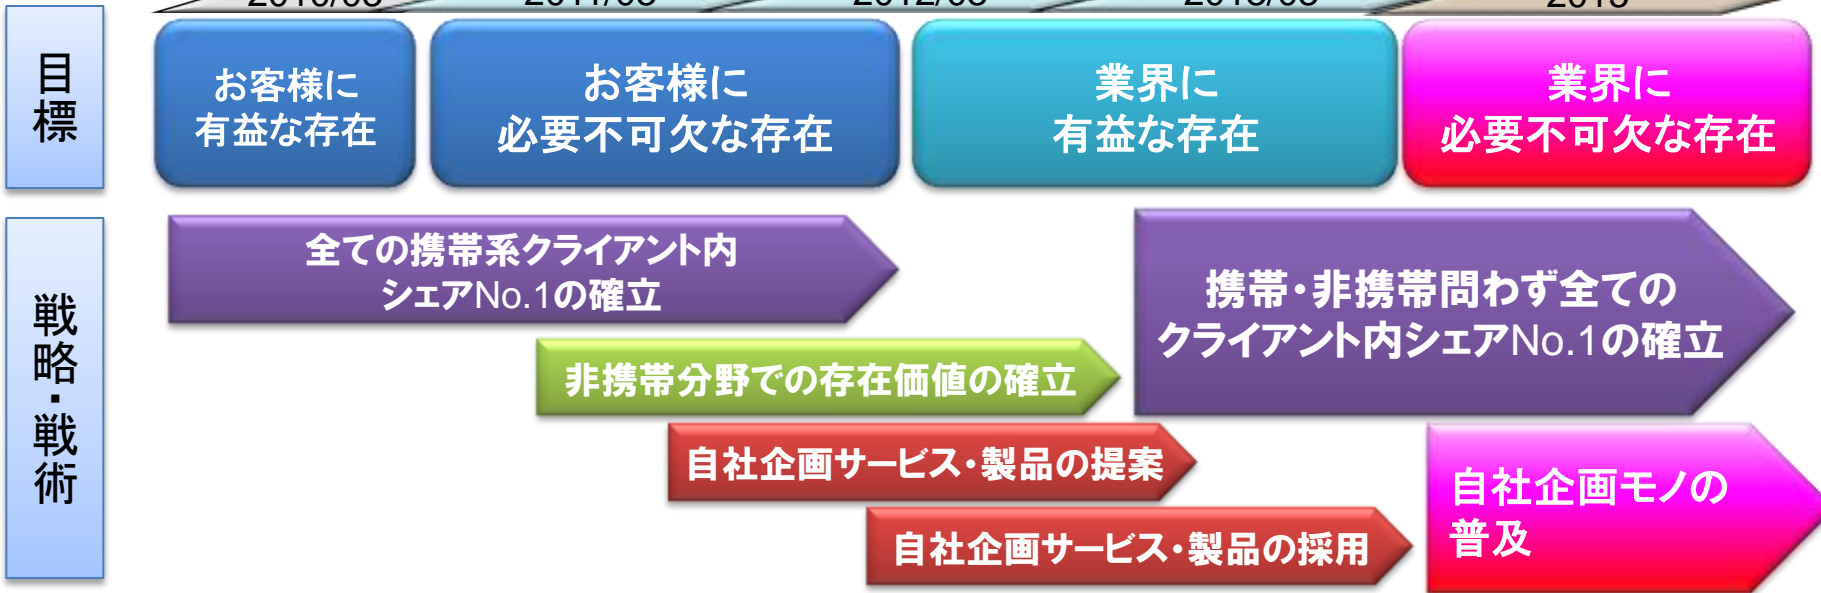 目標
お客様に
有益な存在
お客様に
必要不可欠な存在
業界に
有益な存在
業界に
必要不可欠な存在
戦略・戦術
全ての携帯系クライアント内
シェアNo.1の確立
携帯・非携帯問わず全ての
クライアント内シェアNo.1の確立
非携帯分野での存在価値の確立
自社企画サービス・製品の提案
自社企画サービス・製品の採用
自社企画モノの
普及